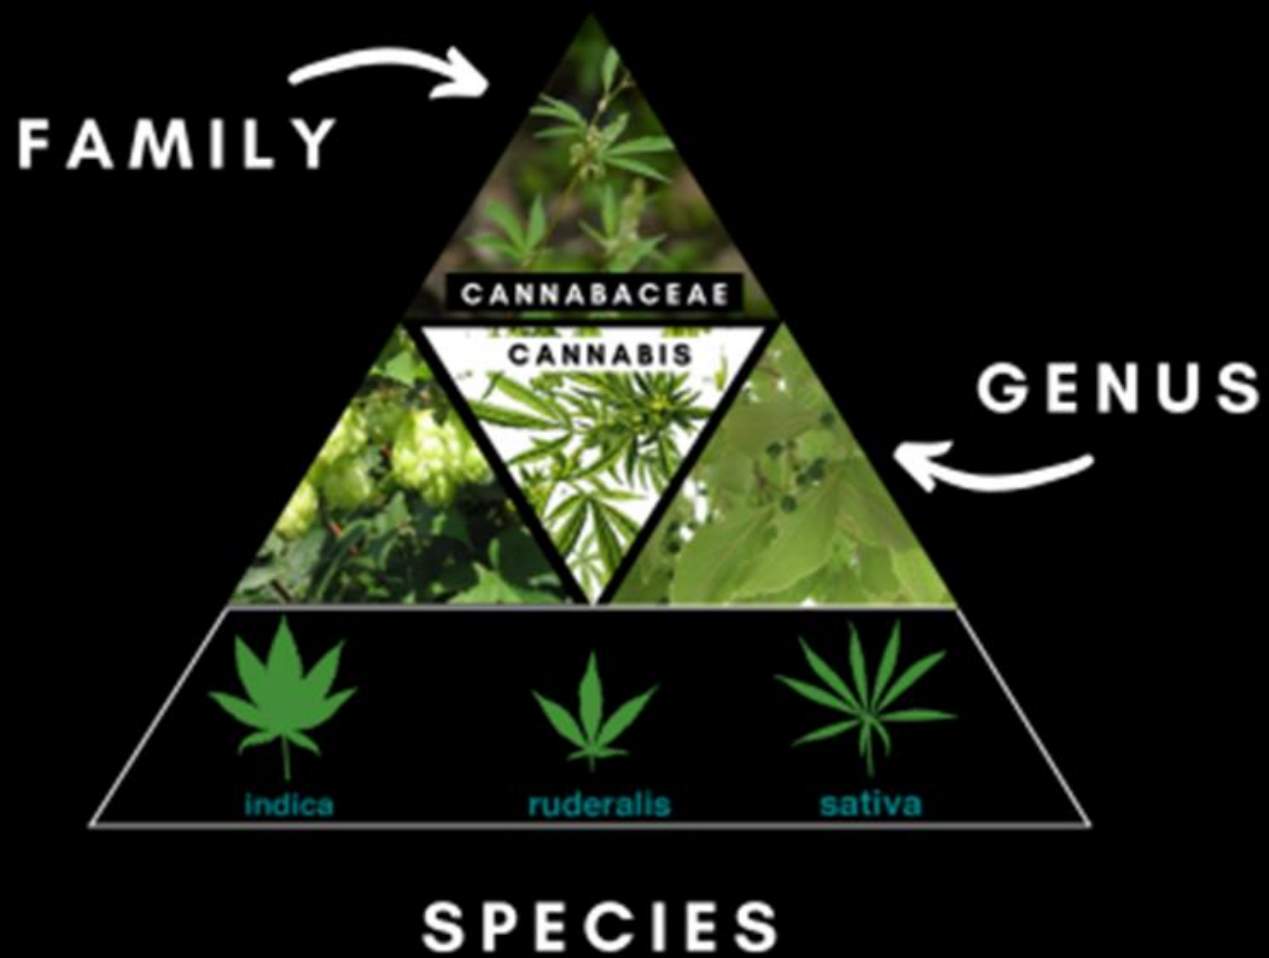 FAMILY
CANNABACEAE
CANNABIS
GENUS
indica
ruderalis
sativa
SPECIES